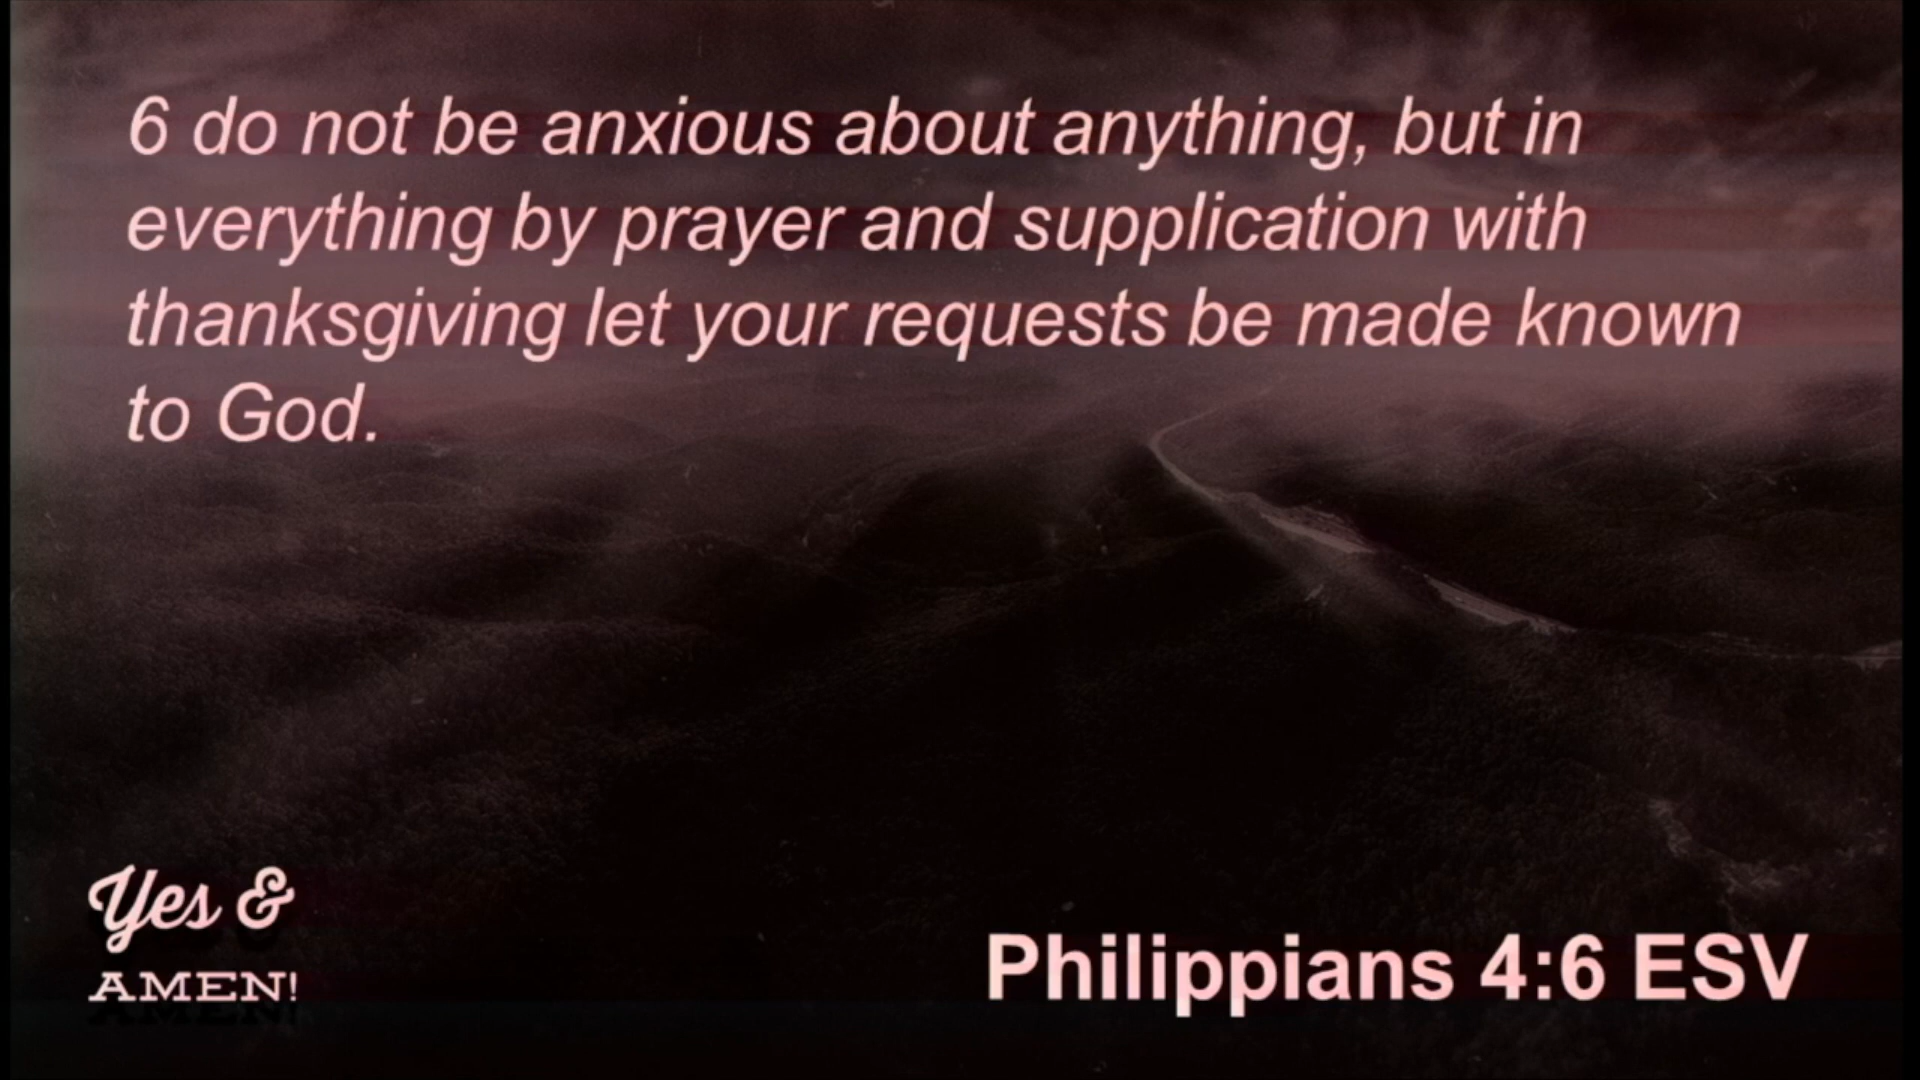 6 do not be anxious about anything, but in
everything by prayer and supplication with
thanksgiving let your requests be made known
to God.
Yes &
AMEN!
Philippians 4:6 ESV